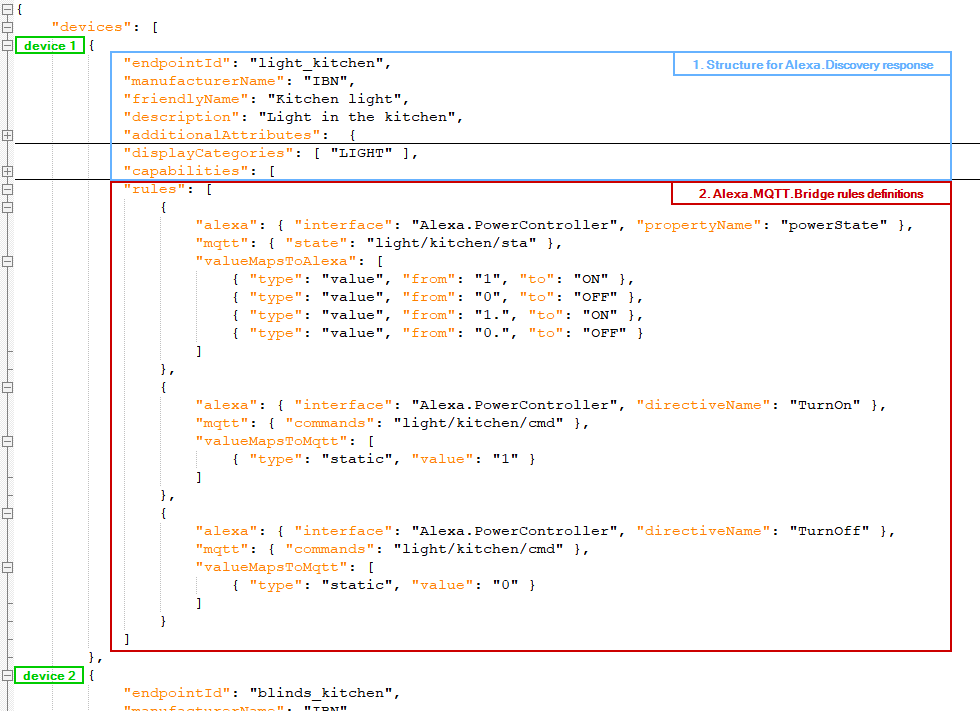 {
"devices": [
device 1 {
"endpointId": "light_kitchen",
1. Structure for Alexa.Discovery response
"manufacturerName": "IBN",
"friendlyName": "Kitchen light",
"description": "Light in the kitchen",
"additionalAttributes":  {
"displayCategories": [ "LIGHT" ],
"capabilities": [
"rules": [
2. Alexa.MQTT.Bridge rules definitions
{
"alexa": { "interface": "Alexa.PowerController", "propertyName": "powerState" },
"mqtt": { "state": "light/kitchen/sta" },
"valueMapsToAlexa": [
{ "type": "value", "from": "1", "to": "ON" },
{ "type": "value", "from": "0", "to": "OFF" },
{ "type": "value", "from": "1.", "to": "ON" },
{ "type": "value", "from": "0.", "to": "OFF" }
]
},
{
"alexa": { "interface": "Alexa.PowerController", "directiveName": "TurnOn" },
"mqtt": { "commands": "light/kitchen/cmd" },
"valueMapsToMqtt": [
{ "type": "static", "value": "1" }
]
},
{
"alexa": { "interface": "Alexa.PowerController", "directiveName": "TurnOff" },
"mqtt": { "commands": "light/kitchen/cmd" },
"valueMapsToMqtt": [
{ "type": "static", "value": "0" }
]
}
]
},
device 2 {
"endpointId": "blinds_kitchen",
"manufacturerName": "IBN"